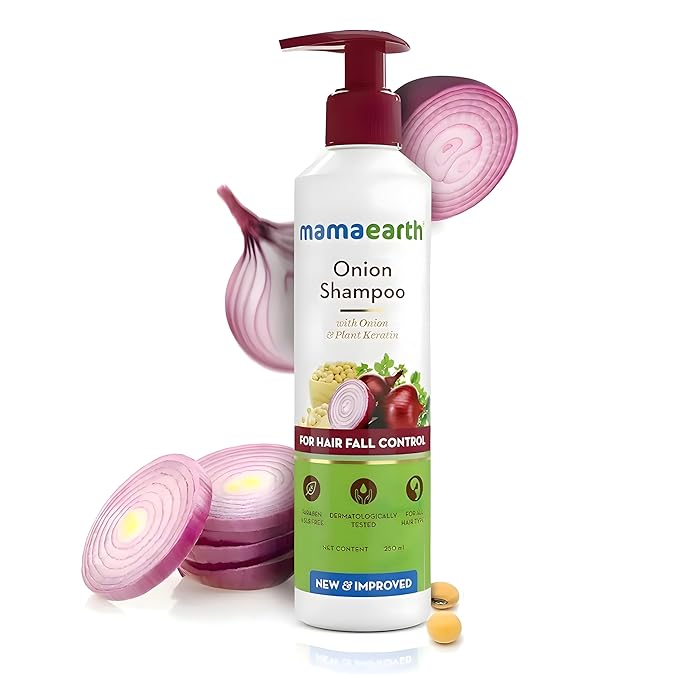 mamaearth
Onion
Shampoo
with Onion
& Plant Keratin
FOR HAIR FALL CONTROL
PARABEN
& SLS FREE
DERMATOLOGICALLY
TESTED
FOR ALL
HAIR TYPE
NET CONTENT 250 ml
NEW & IMPROVED